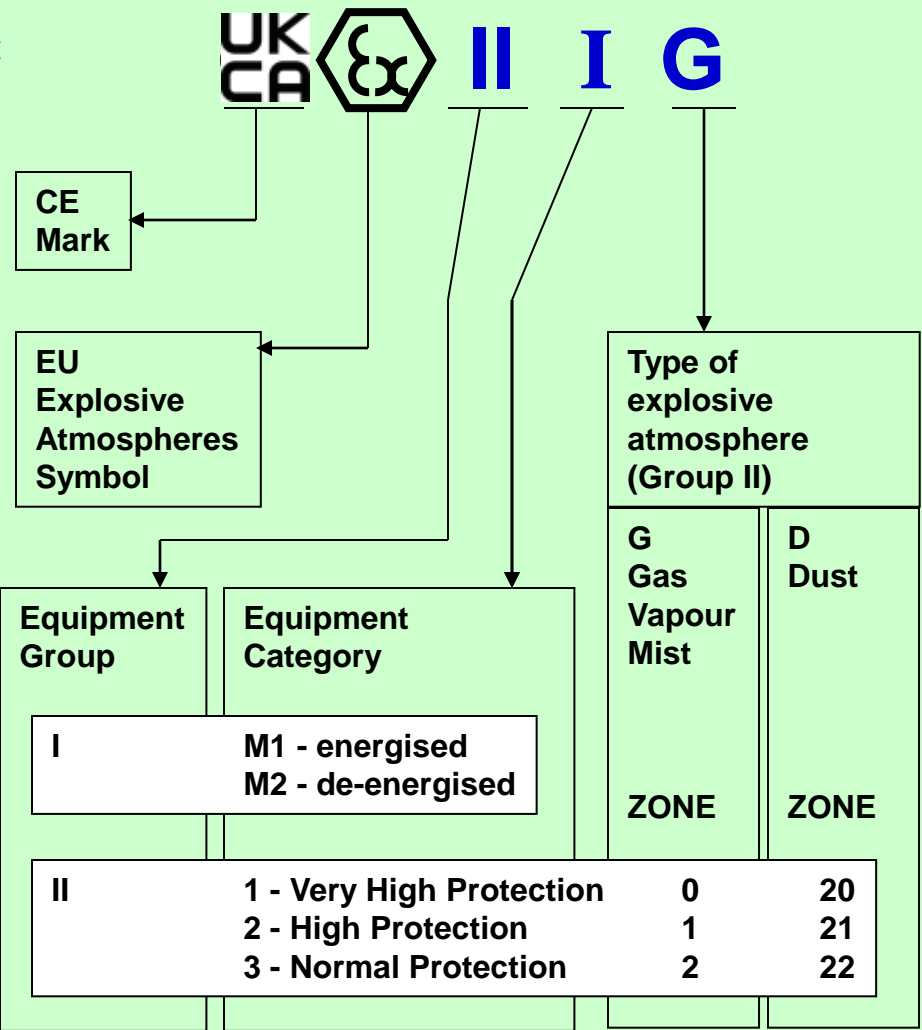 UK
CA
Ex II I G
CE
Mark
EU
Explosive
Atmospheres
Symbol
Type of
explosive
atmosphere
(Group II)
G
Gas
Vapour
Mist
ZONE
D
Dust
ZONE
Equipment
Group
Equipment
Category
I M1 - energised
M2 - de-energised
II 1 - Very High Protection 0 20
2 - High Protection 1 21
3 - Normal Protection 2 22